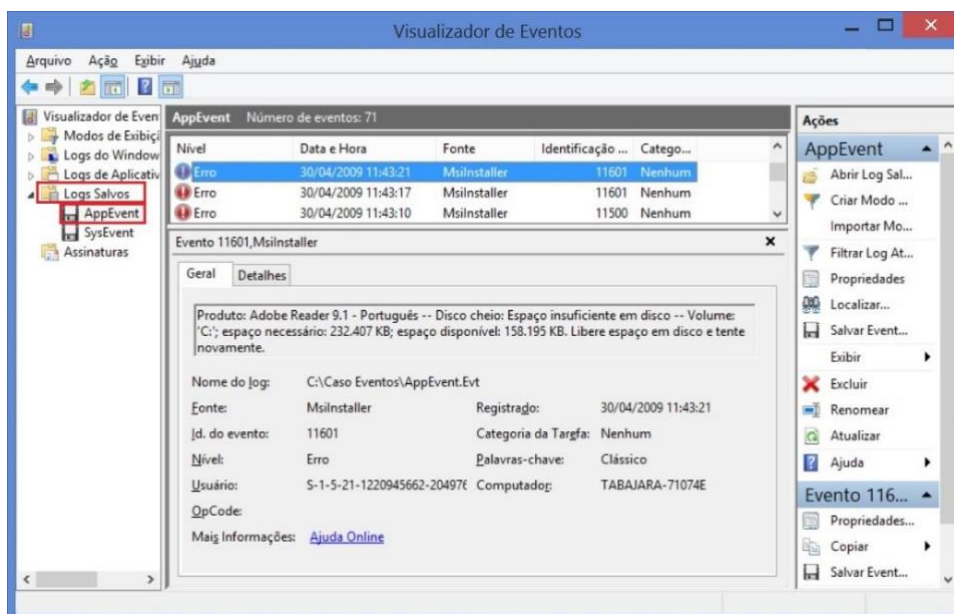 Visualizador de Eventos
Arquivo Ação Exibir Ajuda
Visualizador de Even
Modos de Exibiçã
Logs do Window
Logs de Aplicativ
Logs Salvos
AppEvent
SysEvent
Assinaturas
AppEvent Número de eventos: 71
Nível Data e Hora Fonte Identificação ... Catego...
Erro 30/04/2009 11:43:21 MsiInstaller 11601 Nenhum
Erro 30/04/2009 11:43:17 MsiInstaller 11601 Nenhum
Erro 30/04/2009 11:43:10 MsiInstaller 11500 Nenhum
Evento 11601,MsiInstaller
Geral Detalhes
Produto: Adobe Reader 9.1 - Português -- Disco cheio: Espaço insuficiente em disco -- Volume:
'C:'; espaço necessário: 232.407 KB; espaço disponível: 158.195 KB. Libere espaço em disco e tente
novamente.
Nome do log: C:\Caso Eventos\AppEvent.Evt
Fonte: MsiInstaller Registrado: 30/04/2009 11:43:21
Id. do evento: 11601 Categoria da Tarefa: Nenhum
Nível: Erro Palavras-chave: Clássico
Usuário: S-1-5-21-1220945662-204976 Computador: TABAJARA-71074E
OpCode:
Mais Informações: Ajuda Online
Ações
AppEvent
Abrir Log Sal...
Criar Modo ...
Importar Mo...
Filtrar Log At...
Propriedades
Localizar...
Salvar Event...
Exibir
Excluir
Renomear
Atualizar
Ajuda
Evento 116...
Propriedades...
Copiar
Salvar Event...